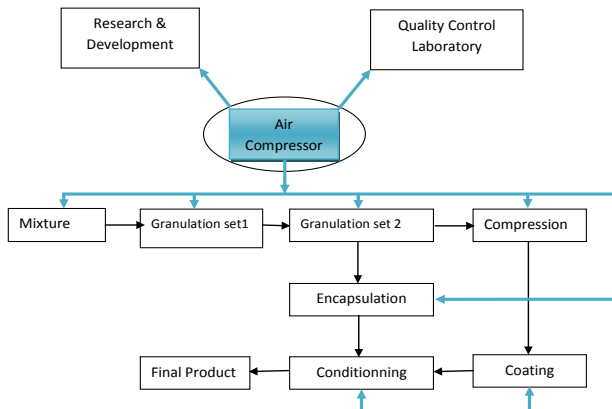 Research &
Development
Quality Control
Laboratory
Air
Compressor
Mixture
Granulation set1
Granulation set 2
Compression
Encapsulation
Final Product
Conditionning
Coating